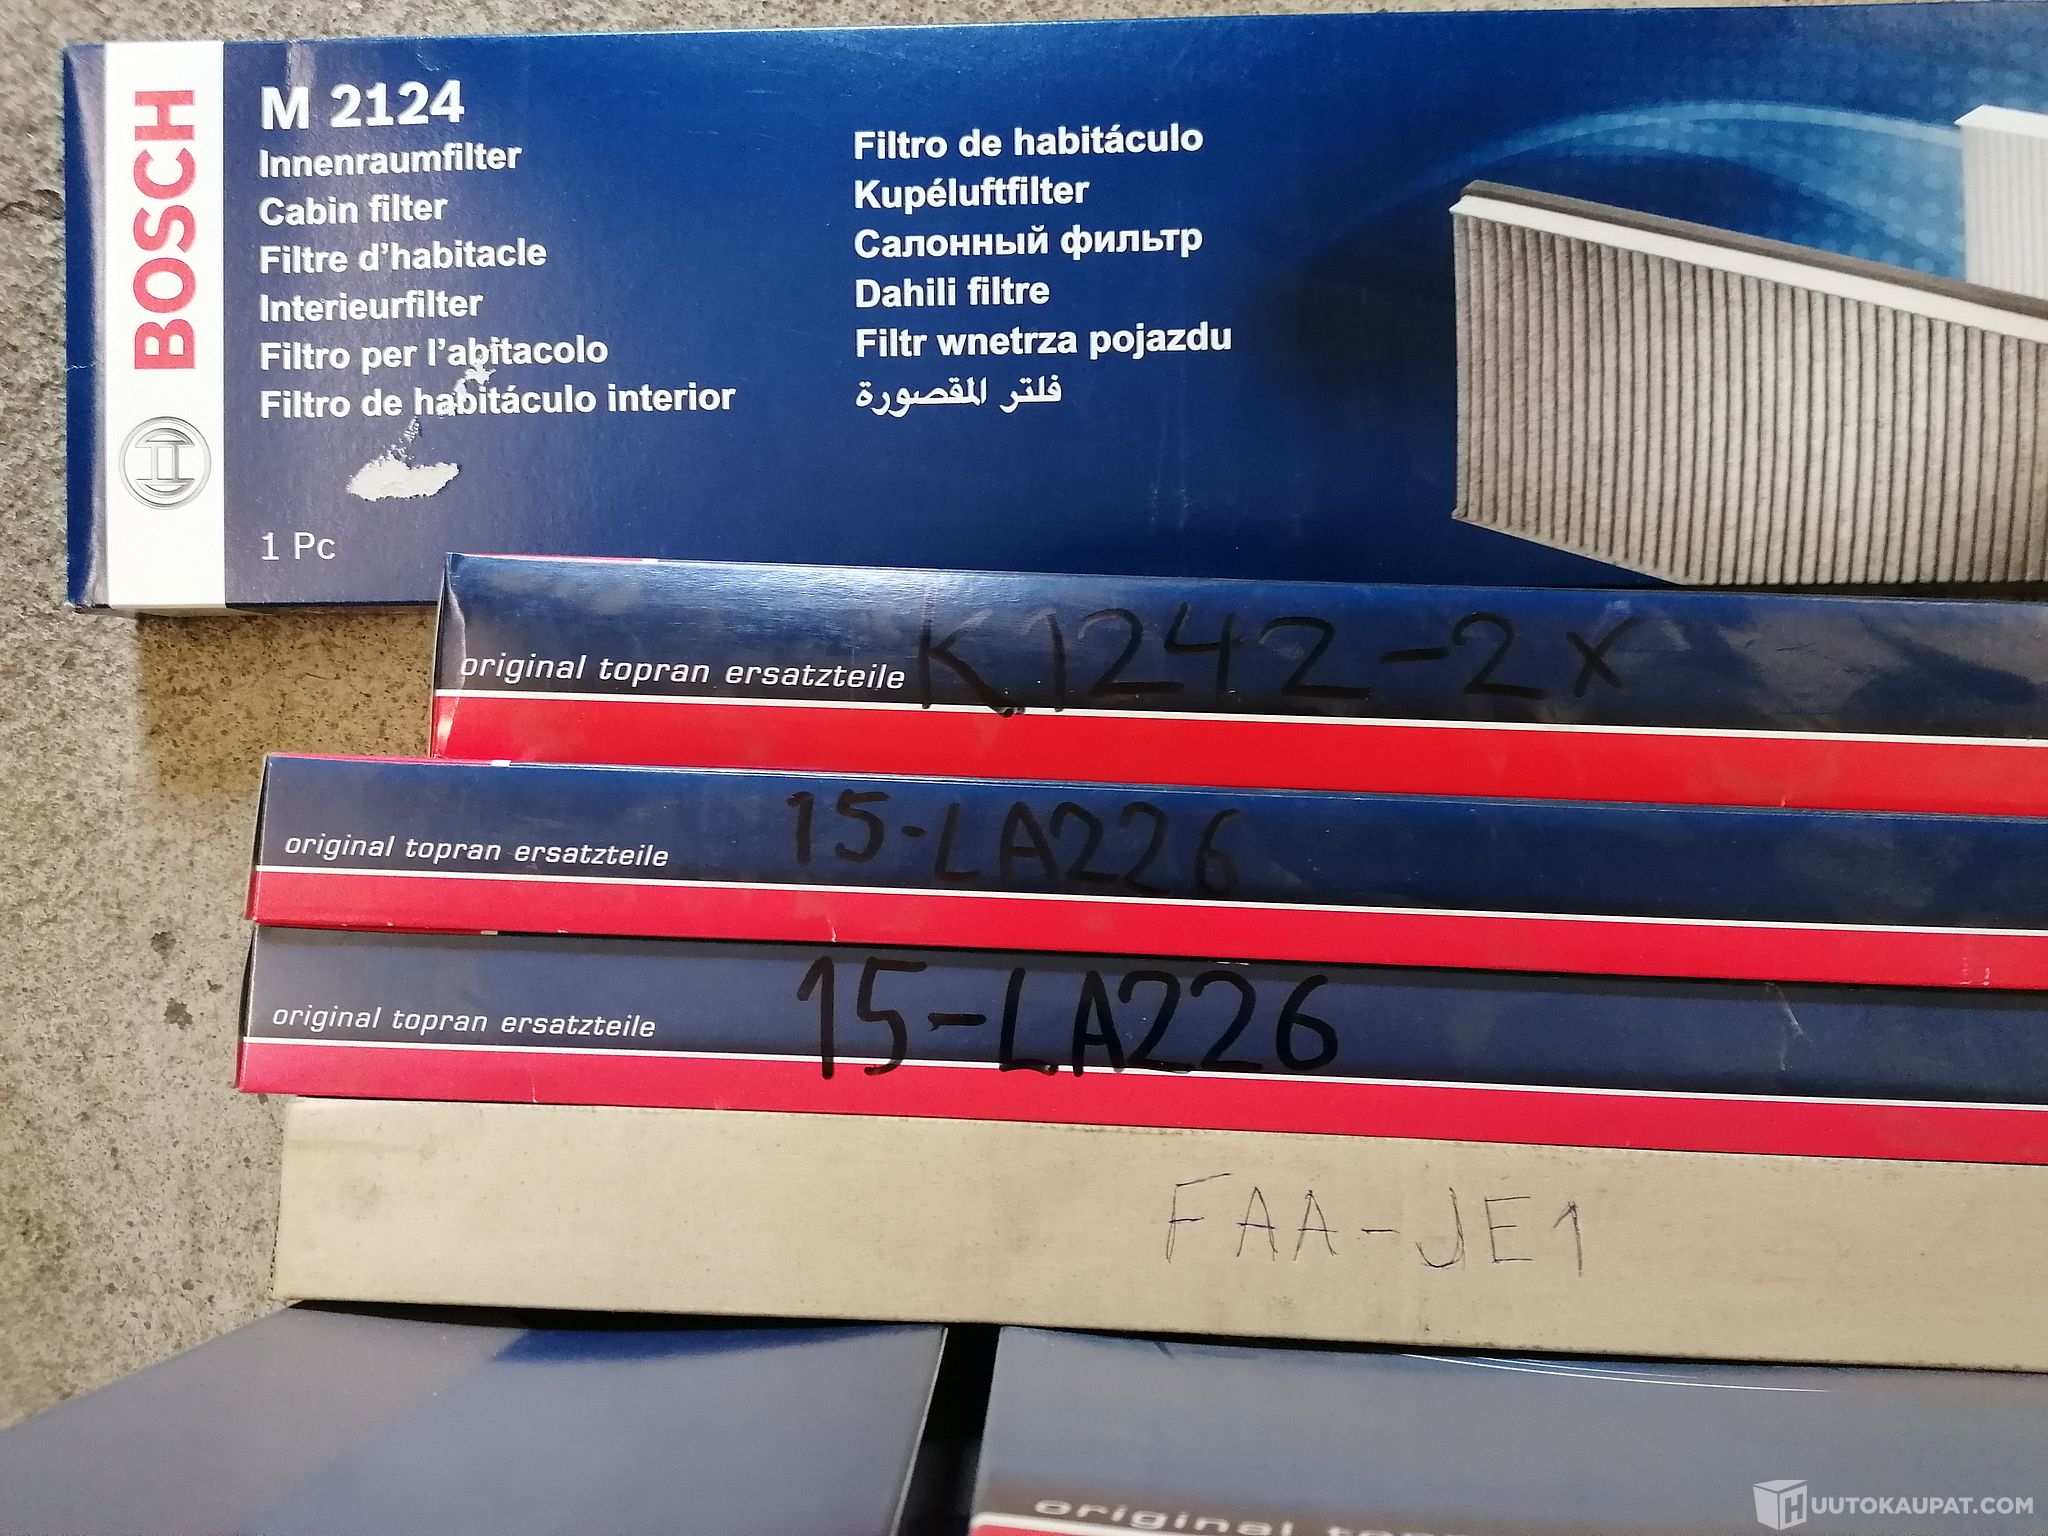 BOSCH
M 2124
Innenraumfilter
Cabin filter
Filtre d'habitacle
Interieurfilter
Filtro per l'abitacolo
Filtro de habitáculo interior
1 Pc
Filtro de habitáculo
Kupéluftfilter
Салонный фильтр
Dahili filtre
Filtr wnetrza pojazdu
فلتر المقصورة
original topran ersatzteile
K1242-2X
original topran ersatzteile
15-LA226
original topran ersatzteile
15-LA226
FAA-JE1
original topran
HUUTOKAUPAT.COM